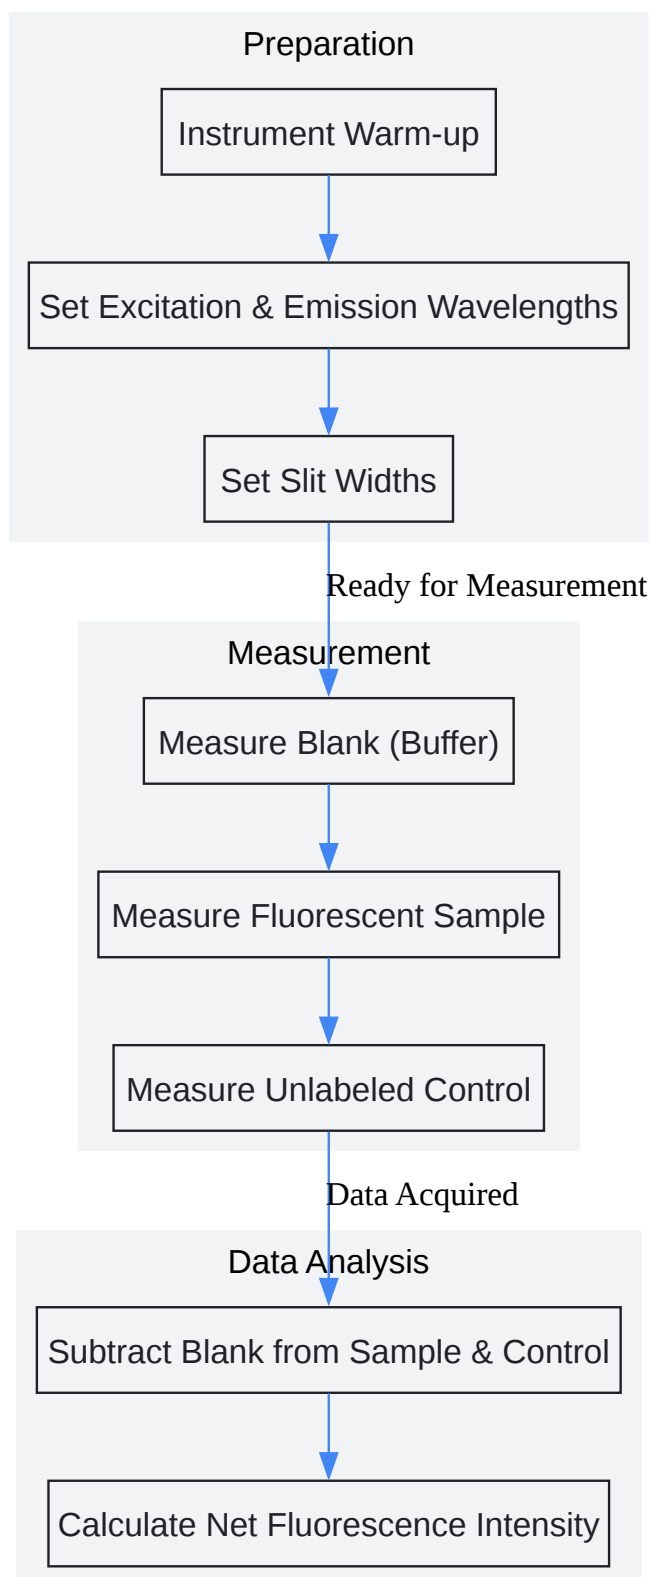 Preparation
Instrument Warm-up
Set Excitation & Emission Wavelengths
Set Slit Widths
Ready for Measurement
Measurement
Measure Blank (Buffer)
Measure Fluorescent Sample
Measure Unlabeled Control
Data Acquired
Data Analysis
Subtract Blank from Sample & Control
Calculate Net Fluorescence Intensity